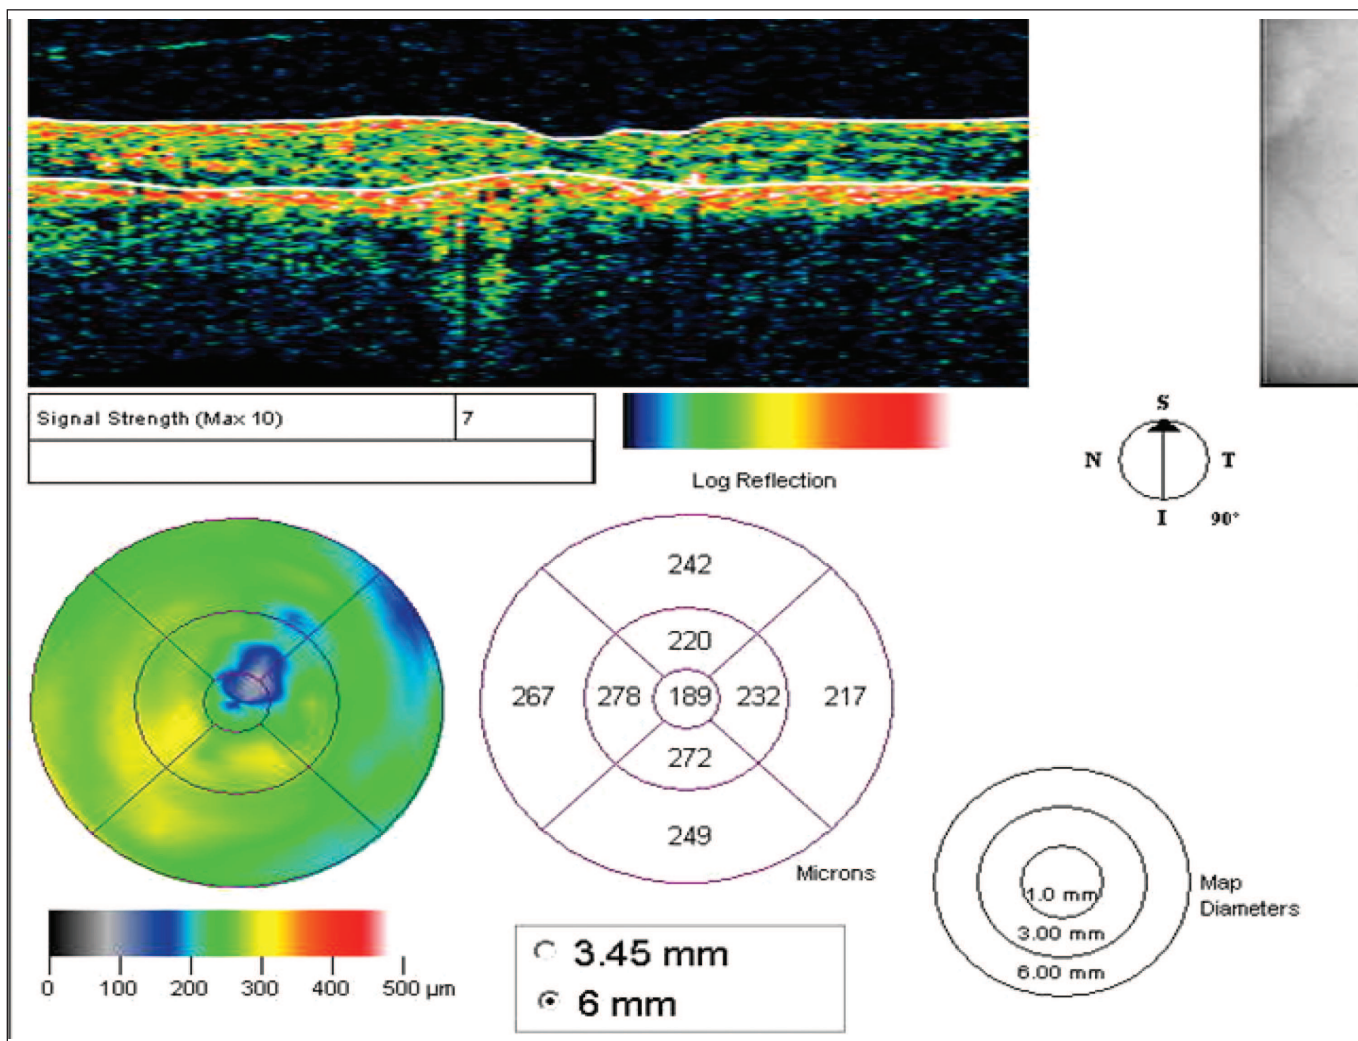 Signal Strength (Max 10) 7
Log Reflection
S
N T
I 90°
242
220
267 278 189 232 217
272
249
Microns
0 100 200 300 400 500 µm
3.45 mm
6 mm
1.0 mm
3.00 mm
6.00 mm
Map
Diameters